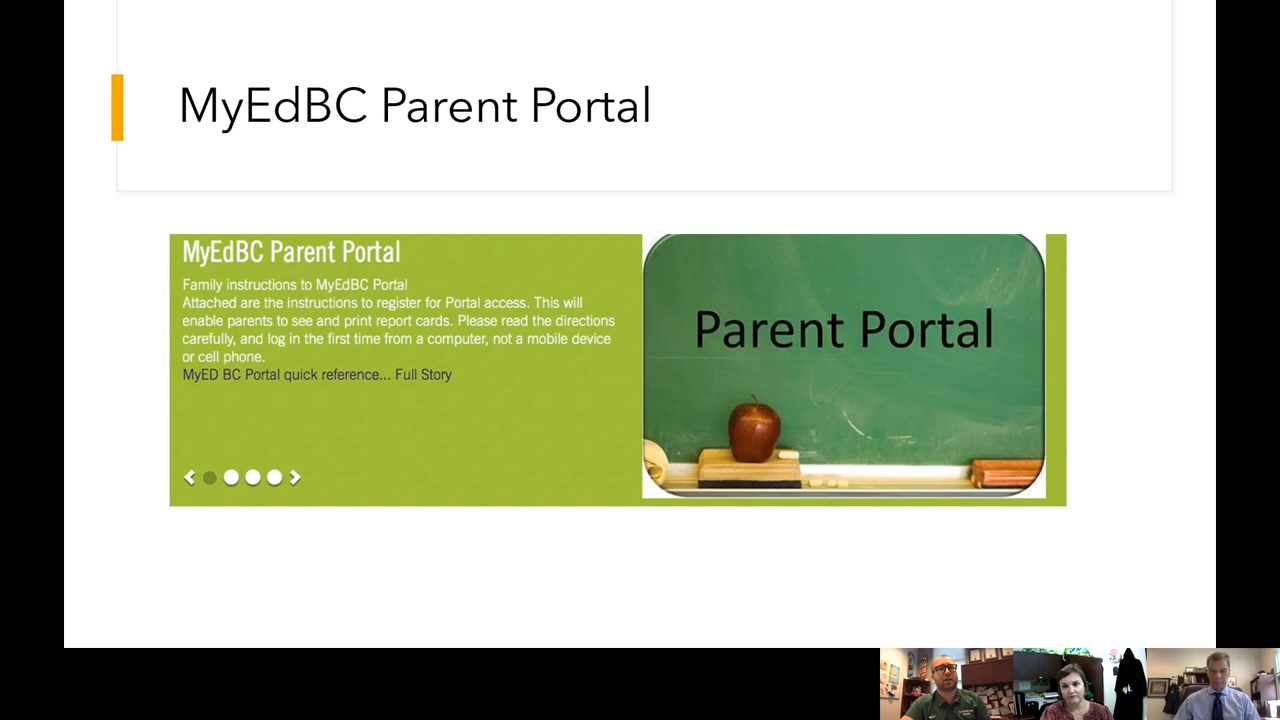 MyEdBC Parent Portal
MyEdBC Parent Portal
Family instructions to MyEdBC Portal
Attached are the instructions to register for Portal access. This will
enable parents to see and print report cards. Please read the directions
carefully, and log in the first time from a computer, not a mobile device
or cell phone.
MyED BC Portal quick reference... Full Story
Parent Portal